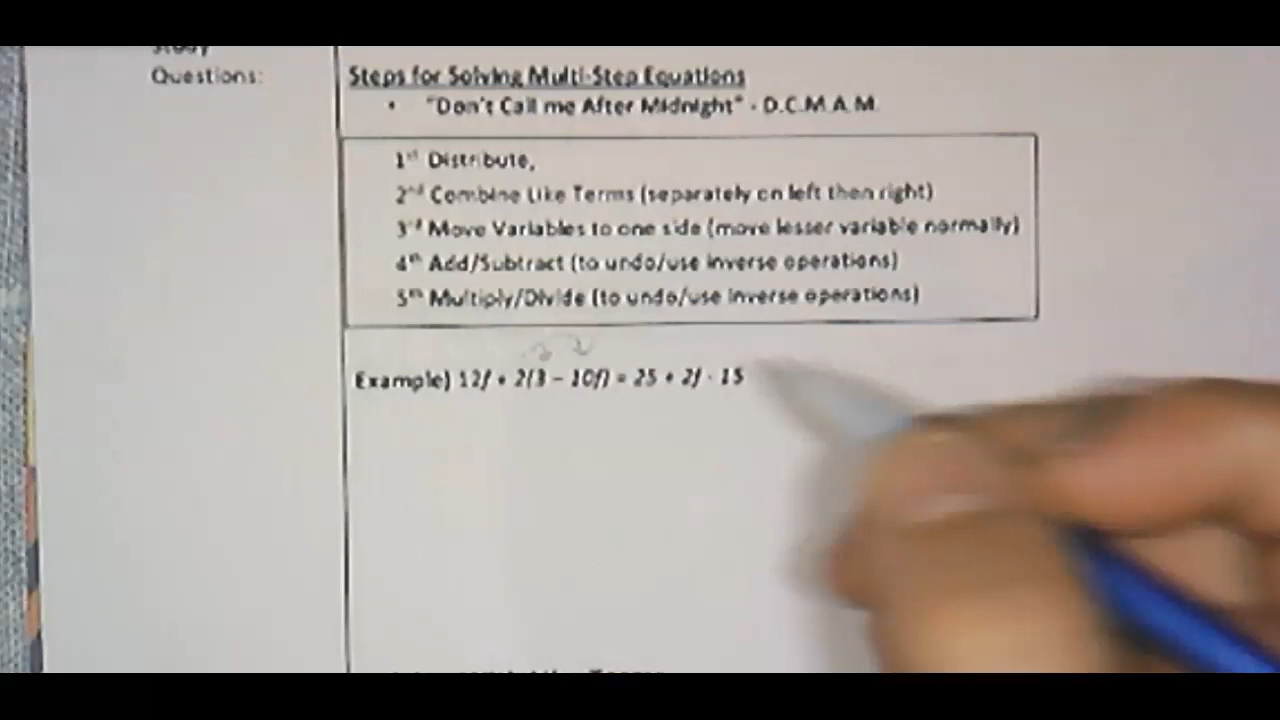 Study
Questions:
Steps for Solving Multi-Step Equations
• "Don't Call me After Midnight" - D.C.M.A.M.
1st Distribute,
2nd Combine Like Terms (separately on left then right)
3rd Move Variables to one side (move lesser variable normally)
4th Add/Subtract (to undo/use inverse operations)
5th Multiply/Divide (to undo/use inverse operations)
Example) 12f + 2(3 – 10f) = 25 + 2f - 15